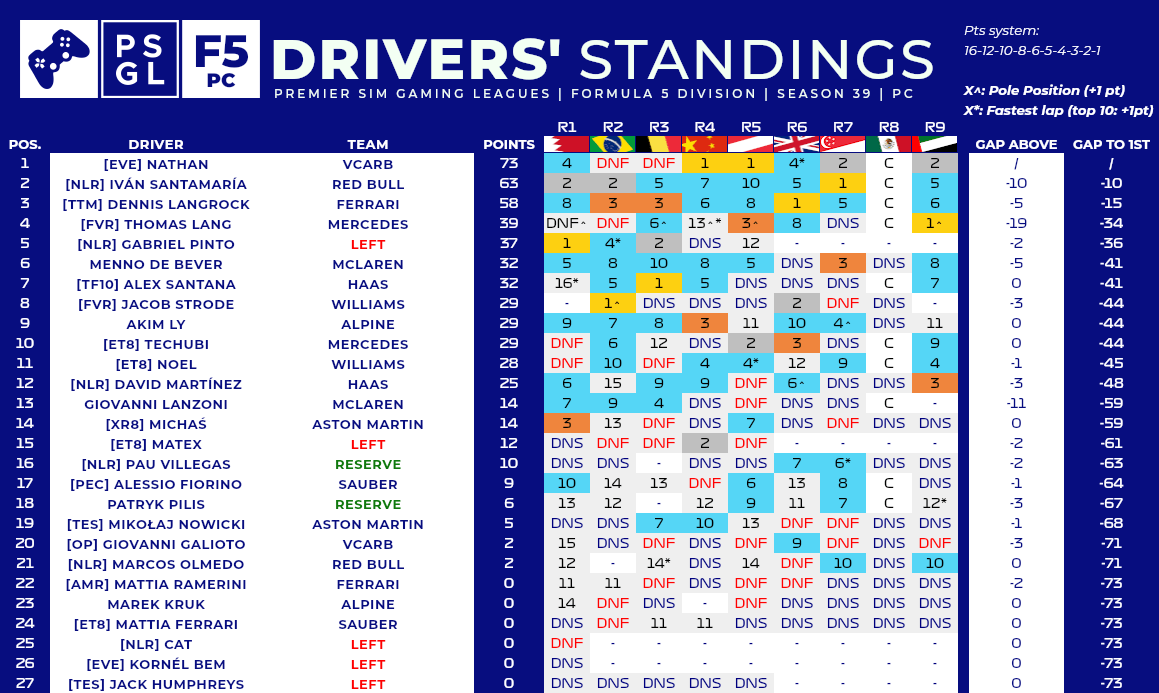 PS
GL
F5
PC
DRIVERS' STANDINGS
PREMIER SIM GAMING LEAGUES | FORMULA 5 DIVISION | SEASON 39 | PC
Pts system:
16-12-10-8-6-5-4-3-2-1
X^: Pole Position (+1 pt)
X*: Fastest lap (top 10: +1pt)
POS. DRIVER TEAM POINTS R1 R2 R3 R4 R5 R6 R7 R8 R9 GAP ABOVE GAP TO 1ST
1 [EVE] NATHAN VCARB 73 4 DNF DNF 1 1 4* 2 C 2 / /
2 [NLR] IVÁN SANTAMARÍA RED BULL 63 2 2 5 7 10 5 1 C 5 -10 -10
3 [TTM] DENNIS LANGROCK FERRARI 58 8 3 3 6 8 1 5 C 6 -5 -15
4 [FVR] THOMAS LANG MERCEDES 39 DNF^ DNF 6^ 13^* 3^ 8 DNS C 1^ -19 -34
5 [NLR] GABRIEL PINTO LEFT 37 1 4* 2 DNS 12 - - - - -2 -36
6 MENNO DE BEVER MCLAREN 32 5 8 10 8 5 DNS 3 DNS 8 -5 -41
7 [TF10] ALEX SANTANA HAAS 32 16* 5 1 5 DNS DNS DNS C 7 0 -41
8 [FVR] JACOB STRODE WILLIAMS 29 - 1^ DNS DNS DNS 2 DNF DNS - -3 -44
9 AKIM LY ALPINE 29 9 7 8 3 11 10 4^ DNS 11 0 -44
10 [ET8] TECHUBI MERCEDES 29 DNF 6 12 DNS 2 3 DNS C 9 0 -44
11 [ET8] NOEL WILLIAMS 28 DNF 10 DNF 4 4* 12 9 C 4 -1 -45
12 [NLR] DAVID MARTÍNEZ HAAS 25 6 15 9 9 DNF 6^ DNS DNS 3 -3 -48
13 GIOVANNI LANZONI MCLAREN 14 7 9 4 DNS DNF DNS DNS C - -11 -59
14 [XR8] MICHAŚ ASTON MARTIN 14 3 13 DNF DNS 7 DNS DNF DNS DNS 0 -59
15 [ET8] MATEX LEFT 12 DNS DNF DNF 2 DNF - - - - -2 -61
16 [NLR] PAU VILLEGAS RESERVE 10 DNS DNS - DNS DNS 7 6* DNS DNS -2 -63
17 [PEC] ALESSIO FIORINO SAUBER 9 10 14 13 DNF 6 13 8 C DNS -1 -64
18 PATRYK PILIS RESERVE 6 13 12 - 12 9 11 7 C 12* -3 -67
19 [TES] MIKOŁAJ NOWICKI ASTON MARTIN 5 DNS DNS 7 10 13 DNF DNF DNS DNS -1 -68
20 [OP] GIOVANNI GALIOTO VCARB 2 15 DNS DNF DNS DNF 9 DNF DNS DNF -3 -71
21 [NLR] MARCOS OLMEDO RED BULL 2 12 - 14* DNS 14 DNF 10 DNS 10 0 -71
22 [AMR] MATTIA RAMERINI FERRARI 0 11 11 DNF DNS DNF DNF DNS DNS DNS -2 -73
23 MAREK KRUK ALPINE 0 14 DNF DNS - DNF DNS DNS DNS DNS 0 -73
24 [ET8] MATTIA FERRARI SAUBER 0 DNS DNF 11 11 DNS DNS DNS DNS DNS 0 -73
25 [NLR] CAT LEFT 0 DNF - - - - - - - - 0 -73
26 [EVE] KORNÉL BEM LEFT 0 DNS - - - - - - - - 0 -73
27 [TES] JACK HUMPHREYS LEFT 0 DNS DNS DNS DNS DNS - - - - 0 -73